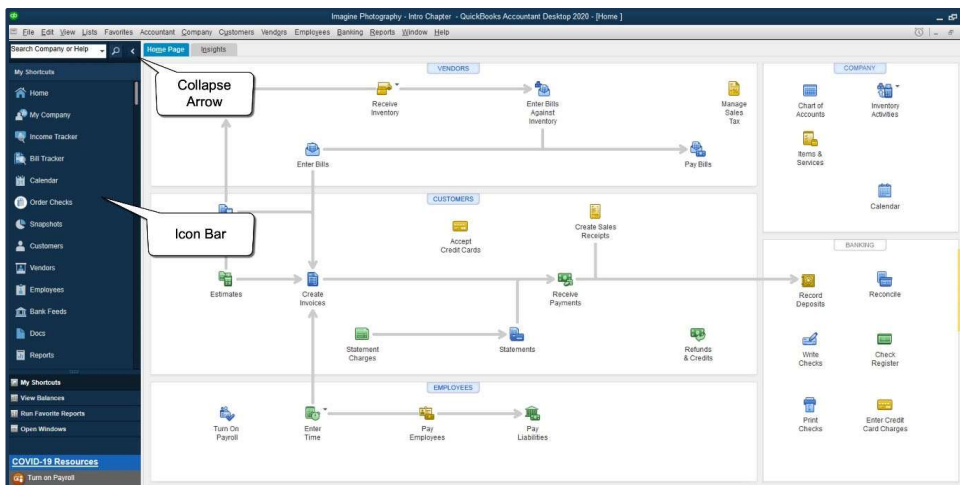 Imagine Photography - Intro Chapter - QuickBooks Accountant Desktop 2020 - [Home ]
File Edit View Lists Favorites Accountant Company Customers Vendors Employees Banking Reports Window Help
Search Company or Help
Home Page
Insights
My Shortcuts
Home
My Company
Income Tracker
Bill Tracker
Calendar
Order Checks
Snapshots
Customers
Vendors
Employees
Bank Feeds
Docs
Reports
My Shortcuts
View Balances
Run Favorite Reports
Open Windows
COVID-19 Resources
Turn on Payroll
Collapse
Arrow
Icon Bar
VENDORS
Receive
Inventory
Enter Bills
Against
Inventory
Manage
Sales
Tax
Enter Bills
Pay Bills
CUSTOMERS
Accept
Credit Cards
Create Sales
Receipts
Estimates
Create
Invoices
Receive
Payments
Statement
Charges
Statements
Refunds
& Credits
EMPLOYEES
Turn On
Payroll
Enter
Time
Pay
Employees
Pay
Liabilities
COMPANY
Chart of
Accounts
Inventory
Activities
Items &
Services
Calendar
BANKING
Record
Deposits
Reconcile
Write
Checks
Check
Register
Print
Checks
Enter Credit
Card Charges